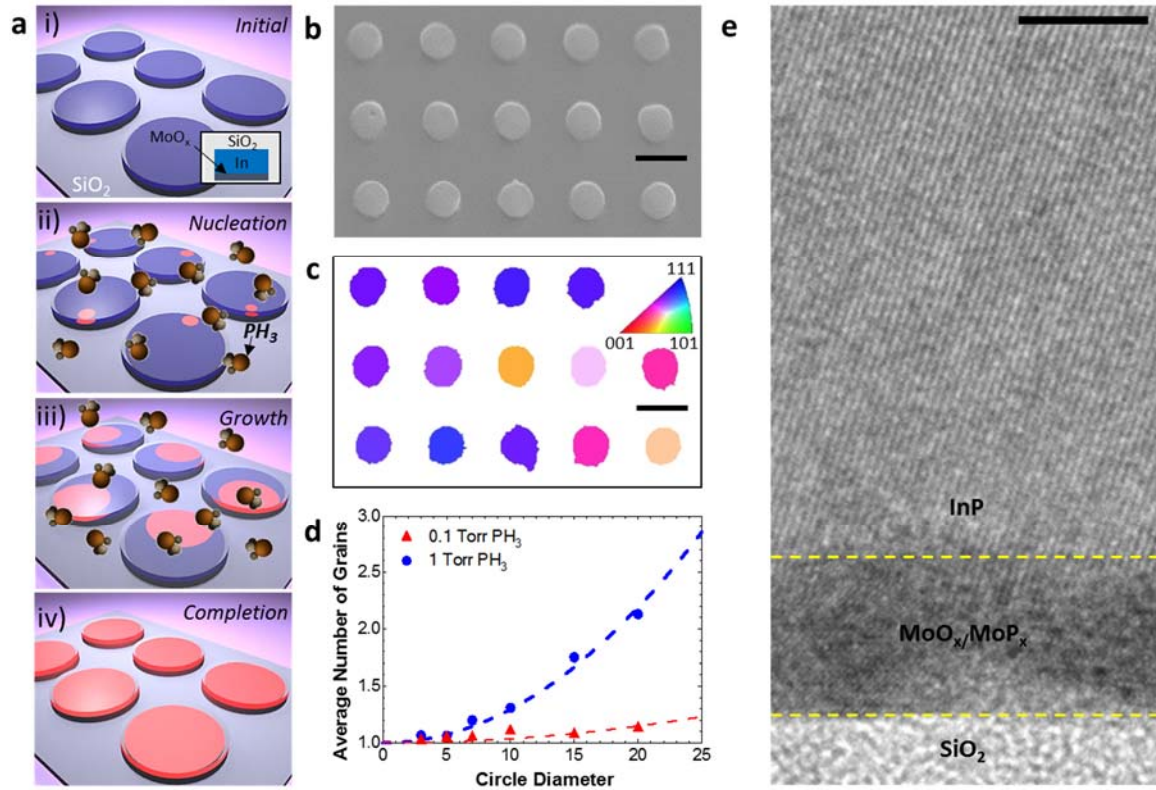 a
i)
Initial
MoOₓ
SiO₂
In
SiO₂
ii)
Nucleation
PH₃
iii)
Growth
iv)
Completion
b
c
111
001
101
d
Average Number of Grains
3.0
2.5
2.0
1.5
1.0
0.1 Torr PH₃
1 Torr PH₃
0
5
10
15
20
25
Circle Diameter
e
InP
MoOₓ/MoPₓ
SiO₂